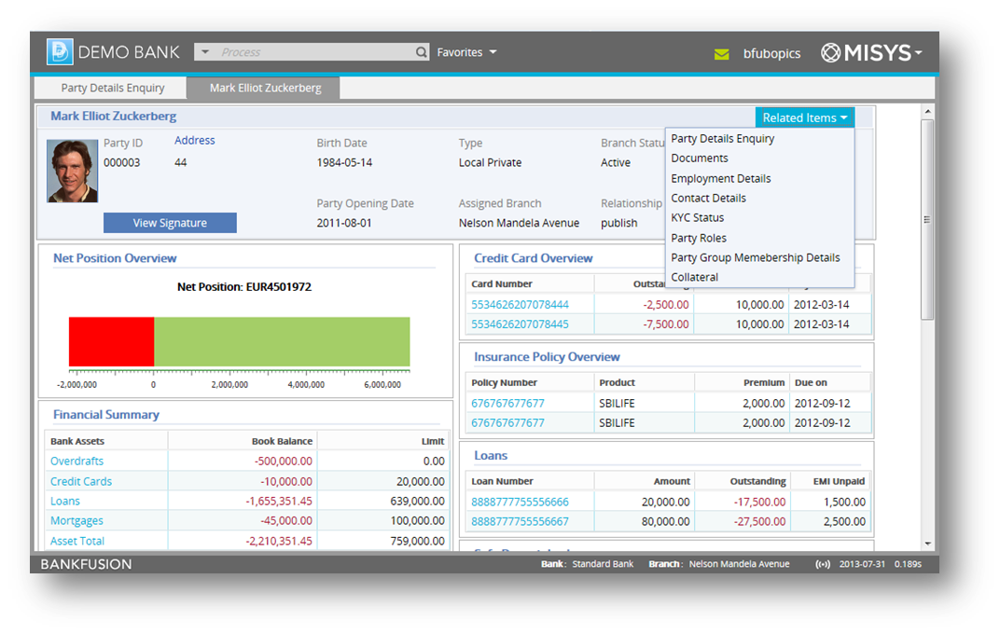 DEMO BANK Process Favorites bfubopics MISYS
Party Details Enquiry Mark Elliot Zuckerberg
Mark Elliot Zuckerberg Related Items
Party ID Address Birth Date Type Branch Statu
000003 44 1984-05-14 Local Private Active
Party Opening Date Assigned Branch Relationship
View Signature 2011-08-01 Nelson Mandela Avenue publish
Party Details Enquiry
Documents
Employment Details
Contact Details
KYC Status
Party Roles
Party Group Memebership Details
Collateral
Net Position Overview
Net Position: EUR4501972
-2,000,000 0 2,000,000 4,000,000 6,000,000
Financial Summary
Bank Assets Book Balance Limit
Overdrafts -500,000.00 0.00
Credit Cards -10,000.00 20,000.00
Loans -1,655,351.45 639,000.00
Mortgages -45,000.00 100,000.00
Asset Total -2,210,351.45 759,000.00
Credit Card Overview
Card Number
5534626207078444 -2,500.00 10,000.00 2012-03-14
5534626207078445 -7,500.00 10,000.00 2012-03-14
Insurance Policy Overview
Policy Number Product Premium Due on
676767677677 SBILIFE 2,000.00 2012-09-12
676767677677 SBILIFE 2,000.00 2012-09-12
Loans
Loan Number Amount Outstanding EMI Unpaid
8888777755556666 20,000.00 -17,500.00 1,500.00
8888777755556667 80,000.00 -27,500.00 2,500.00
BANKFUSION Bank: Standard Bank Branch: Nelson Mandela Avenue 2013-07-31 0.189s